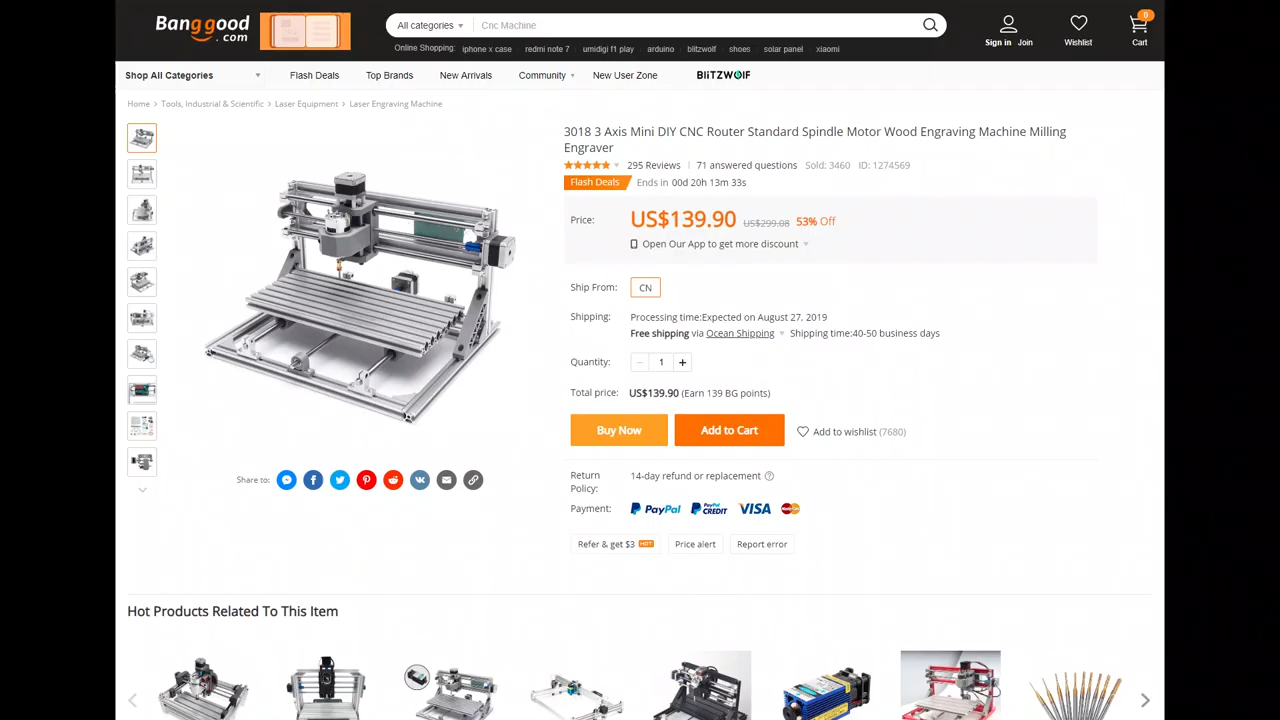 Banggood
.com
All categories
Cnc Machine
0
Sign in Join
Wishlist
Cart
Online Shopping: iphone x case redmi note 7 umidigi f1 play arduino blitzwolf shoes solar panel xiaomi
Shop All Categories
Flash Deals
Top Brands
New Arrivals
Community
New User Zone
BLITZWOLF
Home > Tools, Industrial & Scientific > Laser Equipment > Laser Engraving Machine
3018 3 Axis Mini DIY CNC Router Standard Spindle Motor Wood Engraving Machine Milling
Engraver
295 Reviews 71 answered questions Sold: 3460 ID: 1274569
Flash Deals Ends in 00d 20h 13m 33s
Price: US$139.90 US$299.08 53% Off
Open Our App to get more discount
Ship From: CN
Shipping: Processing time:Expected on August 27, 2019
Free shipping via Ocean Shipping Shipping time:40-50 business days
Quantity: − 1 +
Total price: US$139.90 (Earn 139 BG points)
Buy Now
Add to Cart
Add to wishlist (7680)
Share to:
Return
Policy:
14-day refund or replacement
Payment: PayPal PayPal CREDIT VISA MasterCard
Refer & get $3 HOT
Price alert
Report error
Hot Products Related To This Item